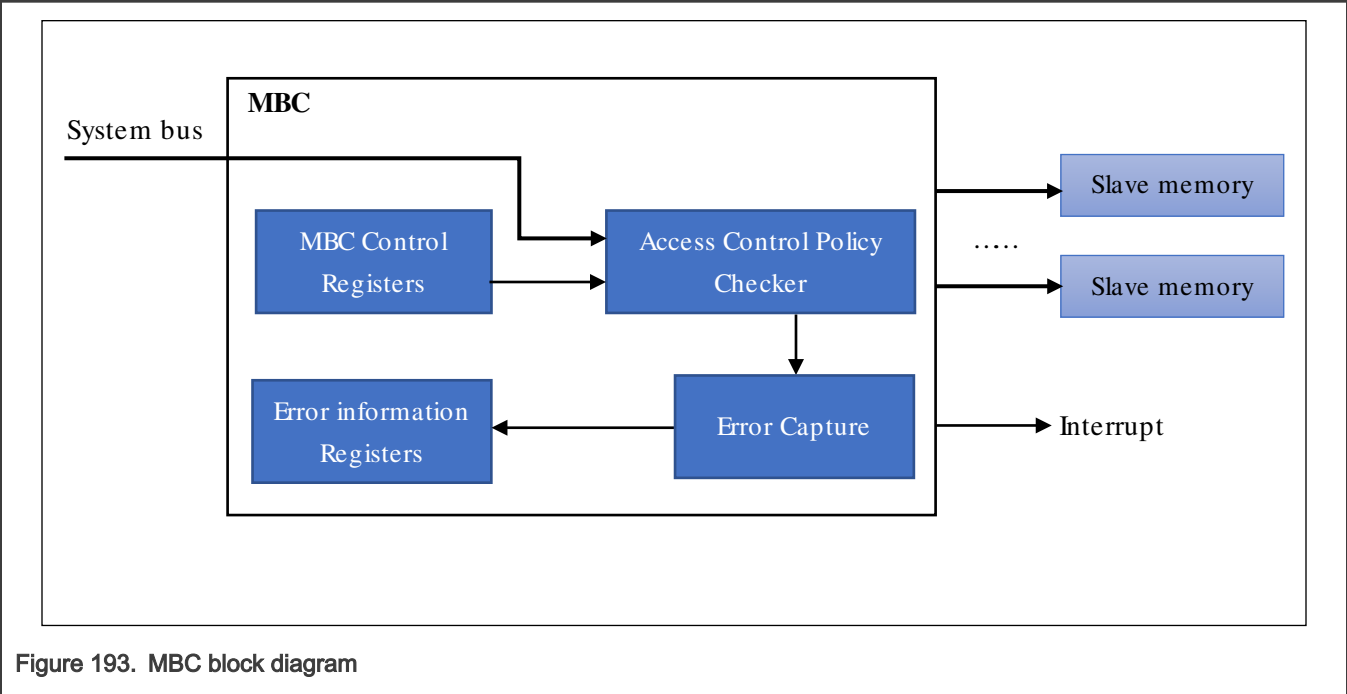 MBC
System bus
Slave memory
MBC Control
Registers
Access Control Policy
Checker
……
Slave memory
Error information
Registers
Error Capture
Interrupt
Figure 193. MBC block diagram